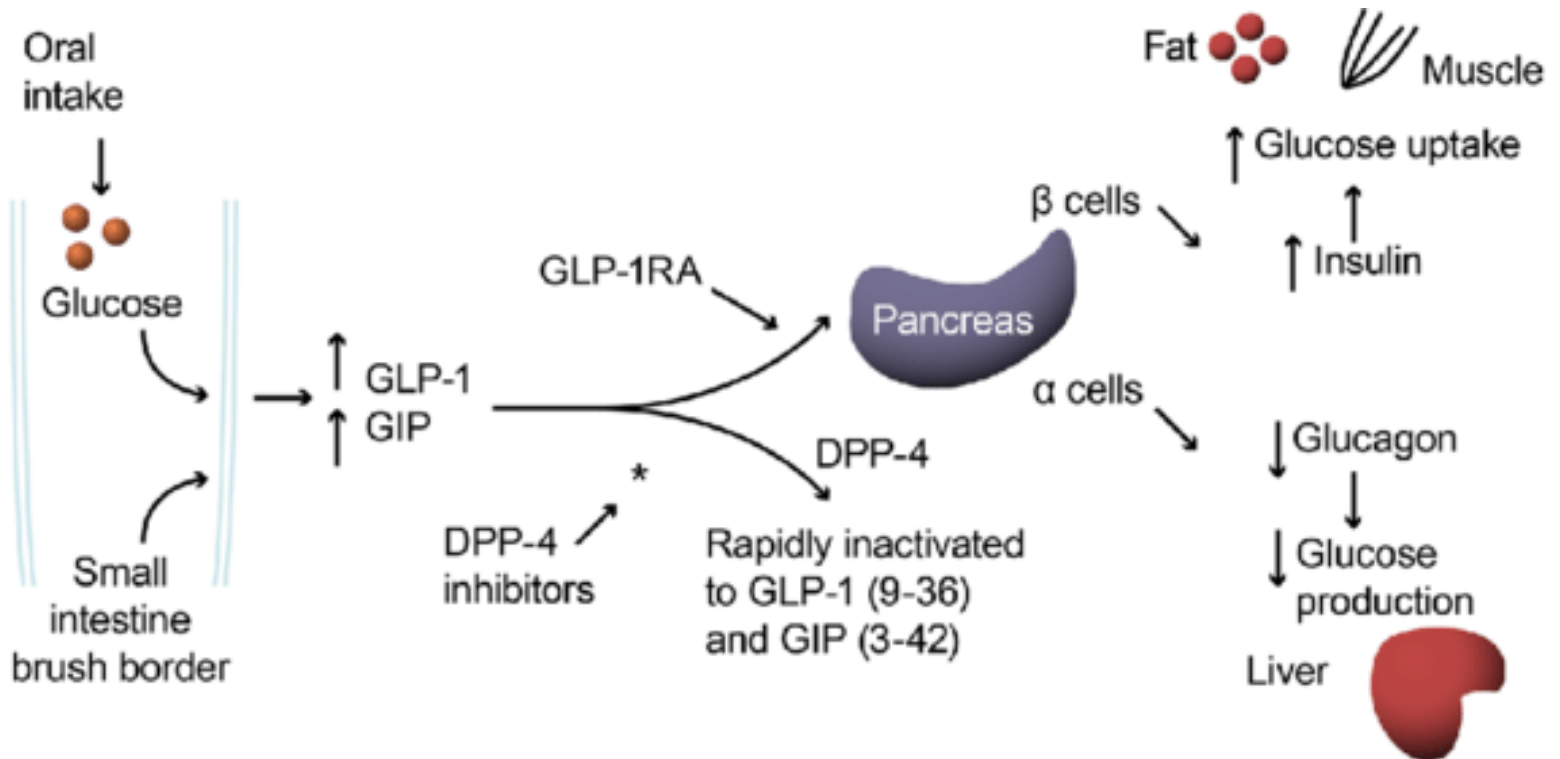 Oral
intake
Glucose
Small
intestine
brush border
↑ GLP-1
↑ GIP
GLP-1RA
DPP-4
inhibitors
*
DPP-4
Rapidly inactivated
to GLP-1 (9-36)
and GIP (3-42)
Pancreas
β cells
α cells
Fat
Muscle
↑ Glucose uptake
↑ Insulin
↓ Glucagon
↓ Glucose
production
Liver